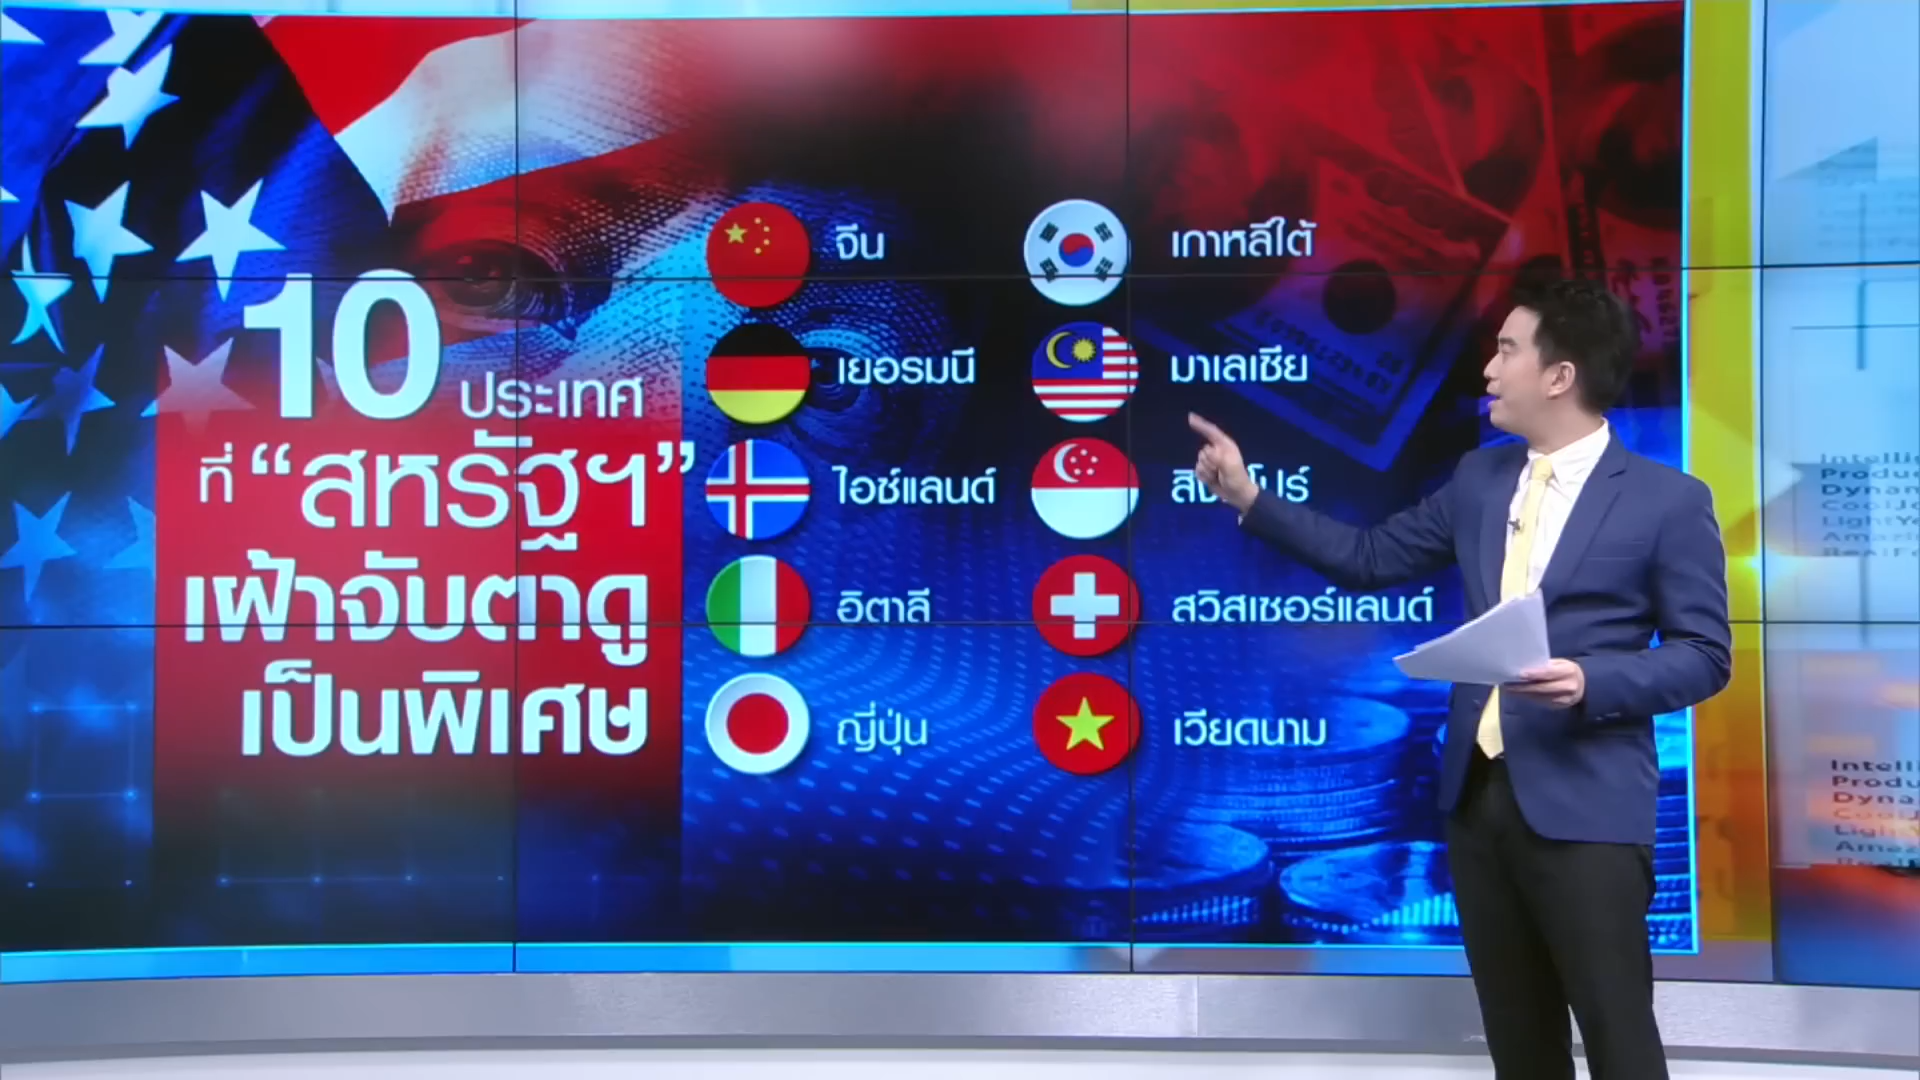 10 ประเทศ
ที่ “สหรัฐฯ”
เฝ้าจับตาดู
เป็นพิเศษ
จีน
เยอรมนี
ไอซ์แลนด์
อิตาลี
ญี่ปุ่น
เกาหลีใต้
มาเลเซีย
สวิสเซอร์แลนด์
เวียดนาม